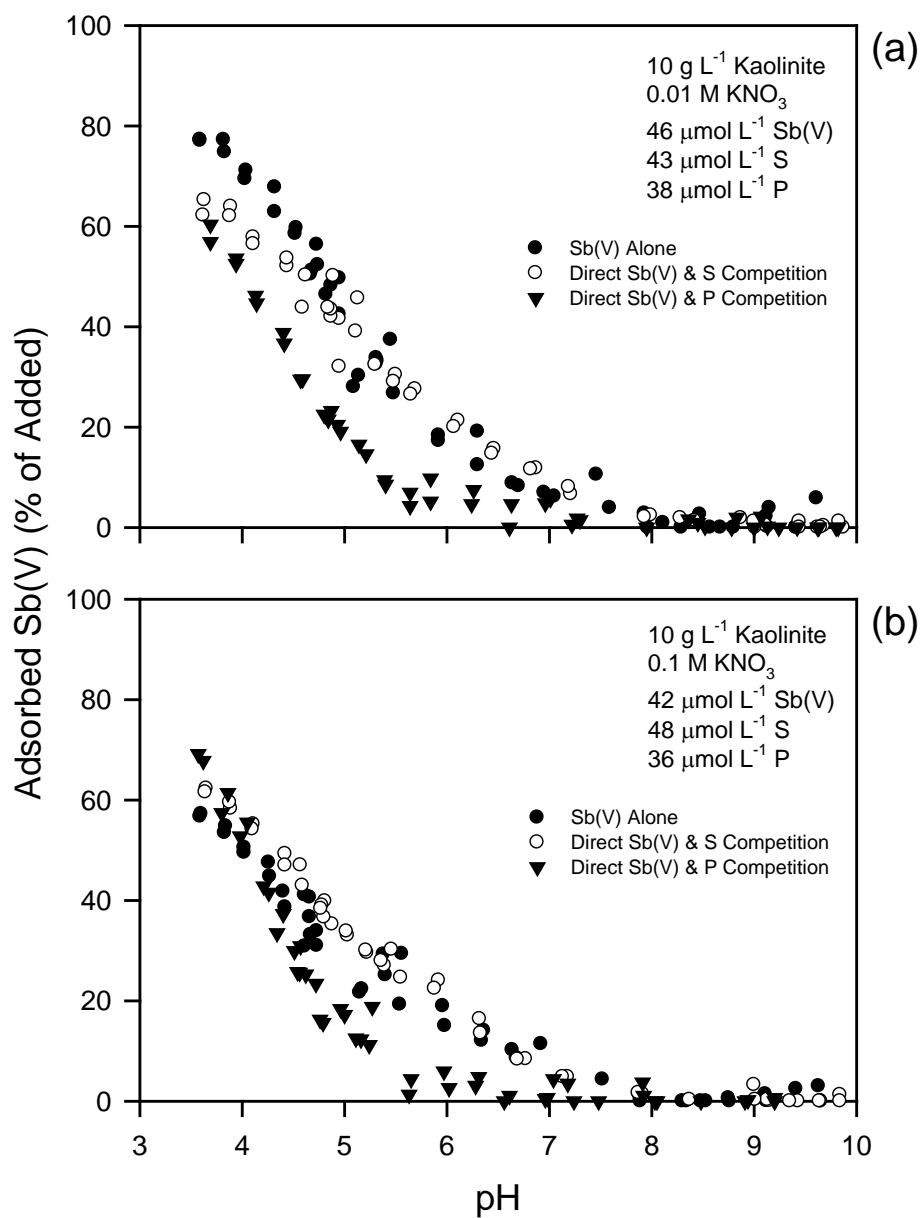 (a)
100
80
60
40
20
0
10 g L⁻¹ Kaolinite
0.01 M KNO₃
46 μmol L⁻¹ Sb(V)
43 μmol L⁻¹ S
38 μmol L⁻¹ P
Sb(V) Alone
Direct Sb(V) & S Competition
Direct Sb(V) & P Competition
Adsorbed Sb(V) (% of Added)
(b)
100
80
60
40
20
0
10 g L⁻¹ Kaolinite
0.1 M KNO₃
42 μmol L⁻¹ Sb(V)
48 μmol L⁻¹ S
36 μmol L⁻¹ P
Sb(V) Alone
Direct Sb(V) & S Competition
Direct Sb(V) & P Competition
3 4 5 6 7 8 9 10
pH